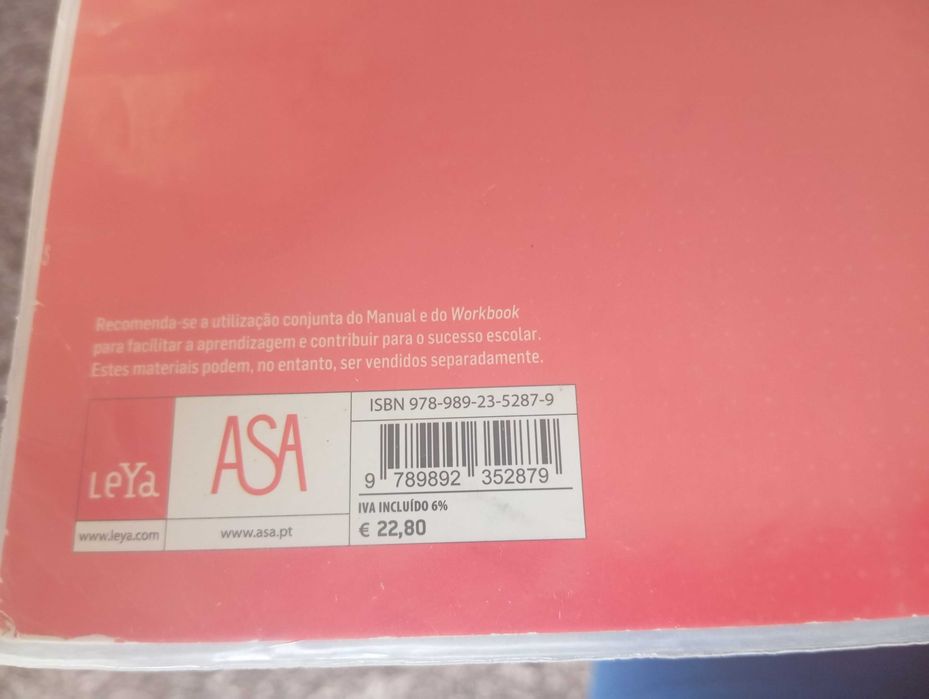 Recomenda-se a utilização conjunta do Manual e do Workbook
para facilitar a aprendizagem e contribuir para o sucesso escolar.
Estes materiais podem, no entanto, ser vendidos separadamente.
LeYa
www.leya.com
ASA
www.asa.pt
ISBN 978-989-23-5287-9
9 789892 352879
IVA INCLUÍDO 6%
€ 22,80